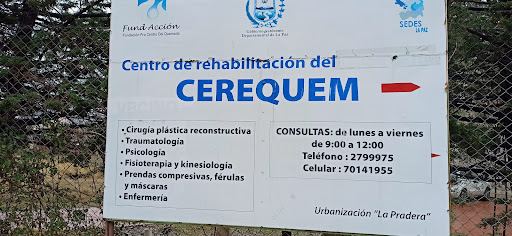 Fund Acción
Fundación Pro Centro Del Quemado
Gobierno Autónomo
Departamental de La Paz
SEDES
LA PAZ
Centro de rehabilitación del
CEREQUEM
• Cirugía plástica reconstructiva
• Traumatología
• Psicología
• Fisioterapia y kinesiología
• Prendas compresivas, férulas
y máscaras
• Enfermería
CONSULTAS: de lunes a viernes
de 9:00 a 12:00
Teléfono : 2799975
Celular : 70141955
Urbanización "La Pradera"